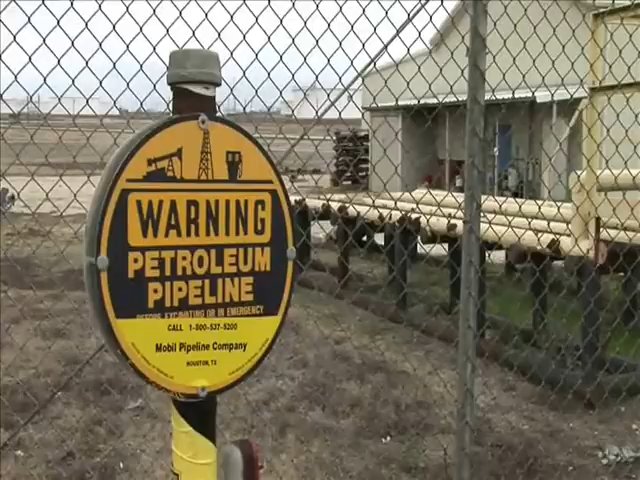 WARNING
PETROLEUM
PIPELINE
BEFORE EXCAVATING OR IN EMERGENCY
CALL 1-800-537-5200
Mobil Pipeline Company
HOUSTON, TX